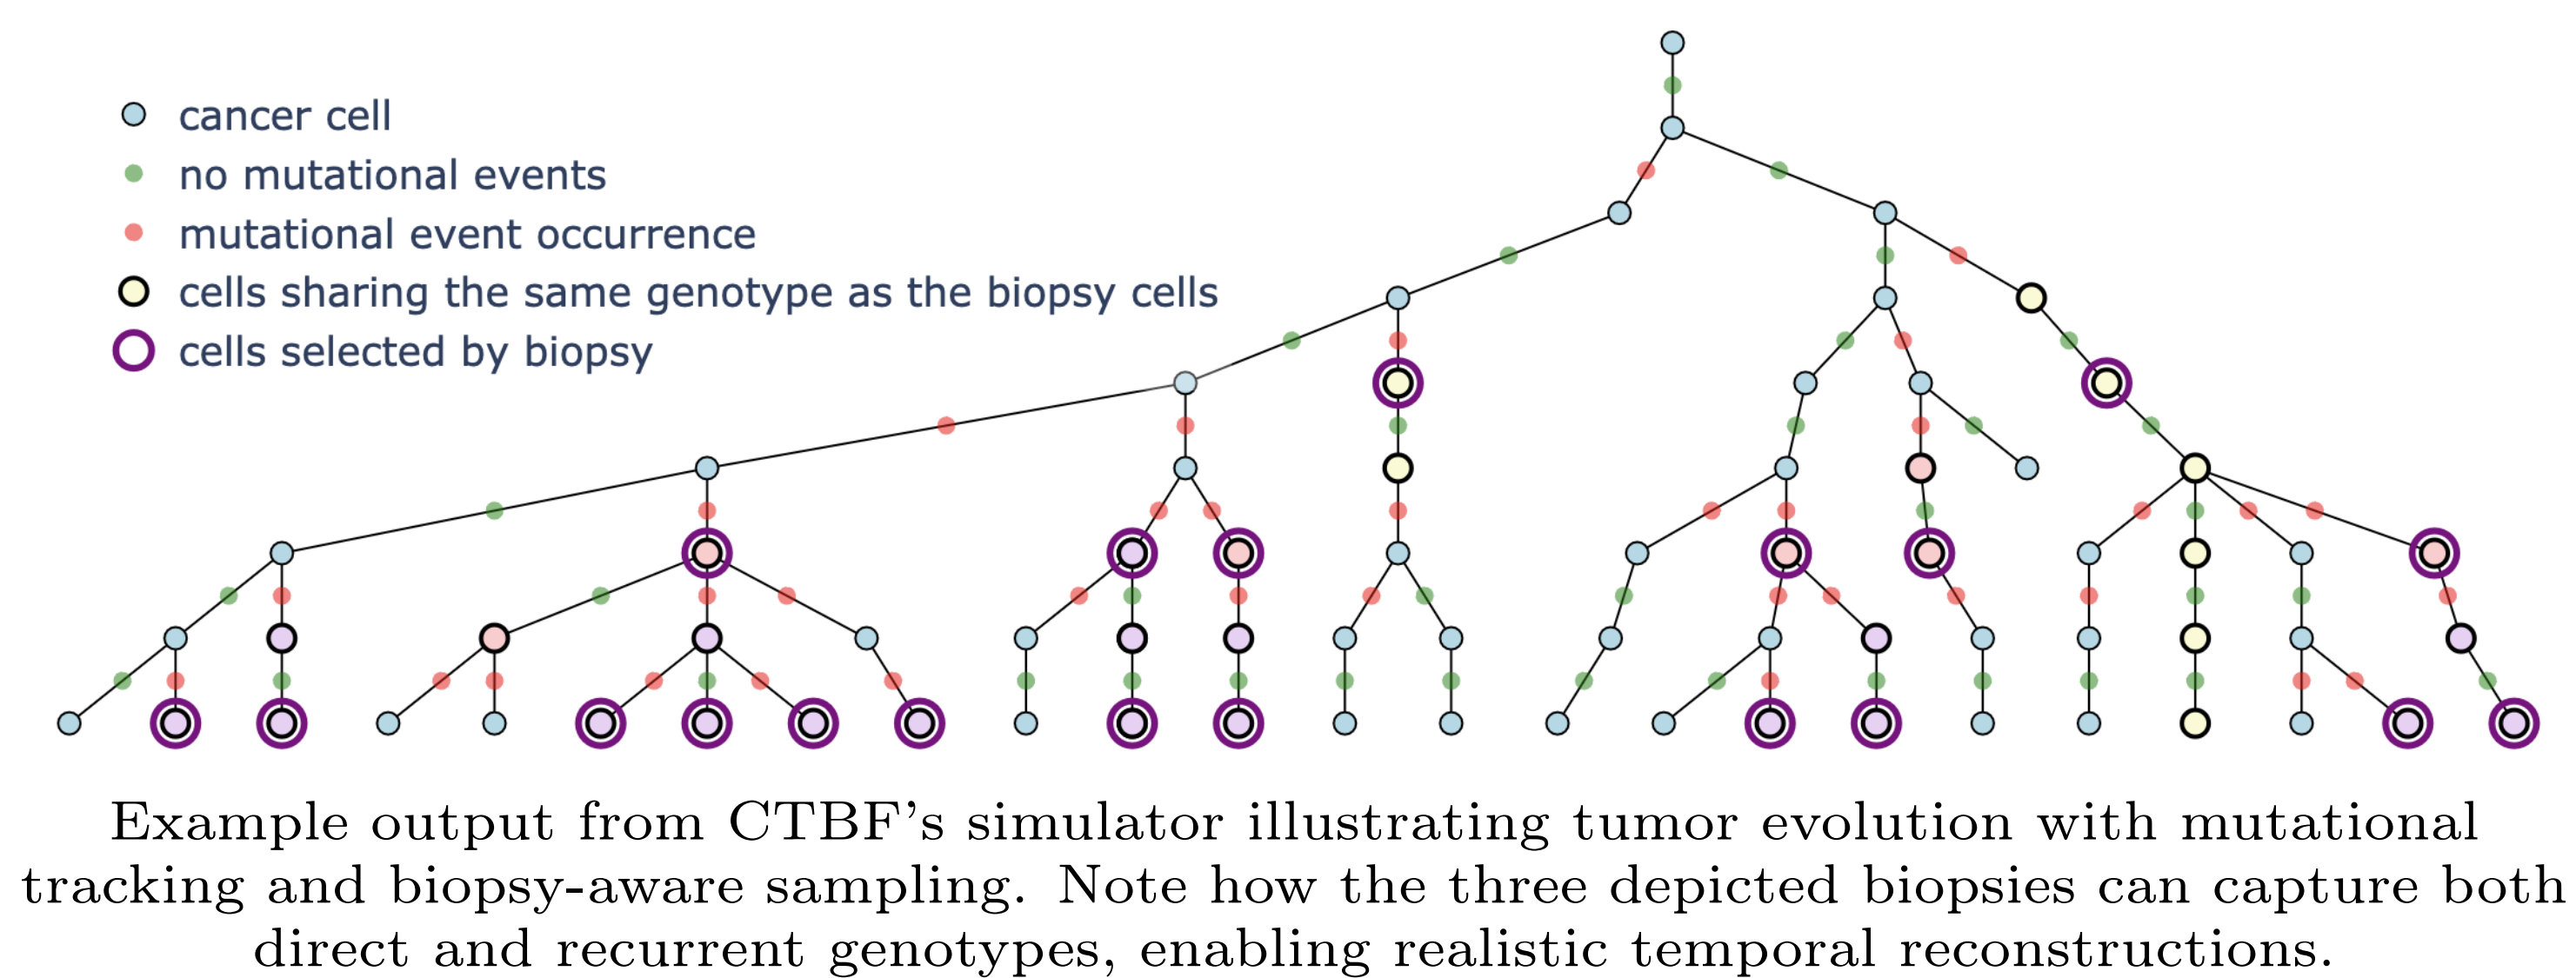 cancer cell
no mutational events
mutational event occurrence
cells sharing the same genotype as the biopsy cells
cells selected by biopsy
Example output from CTBF's simulator illustrating tumor evolution with mutational
tracking and biopsy-aware sampling. Note how the three depicted biopsies can capture both
direct and recurrent genotypes, enabling realistic temporal reconstructions.